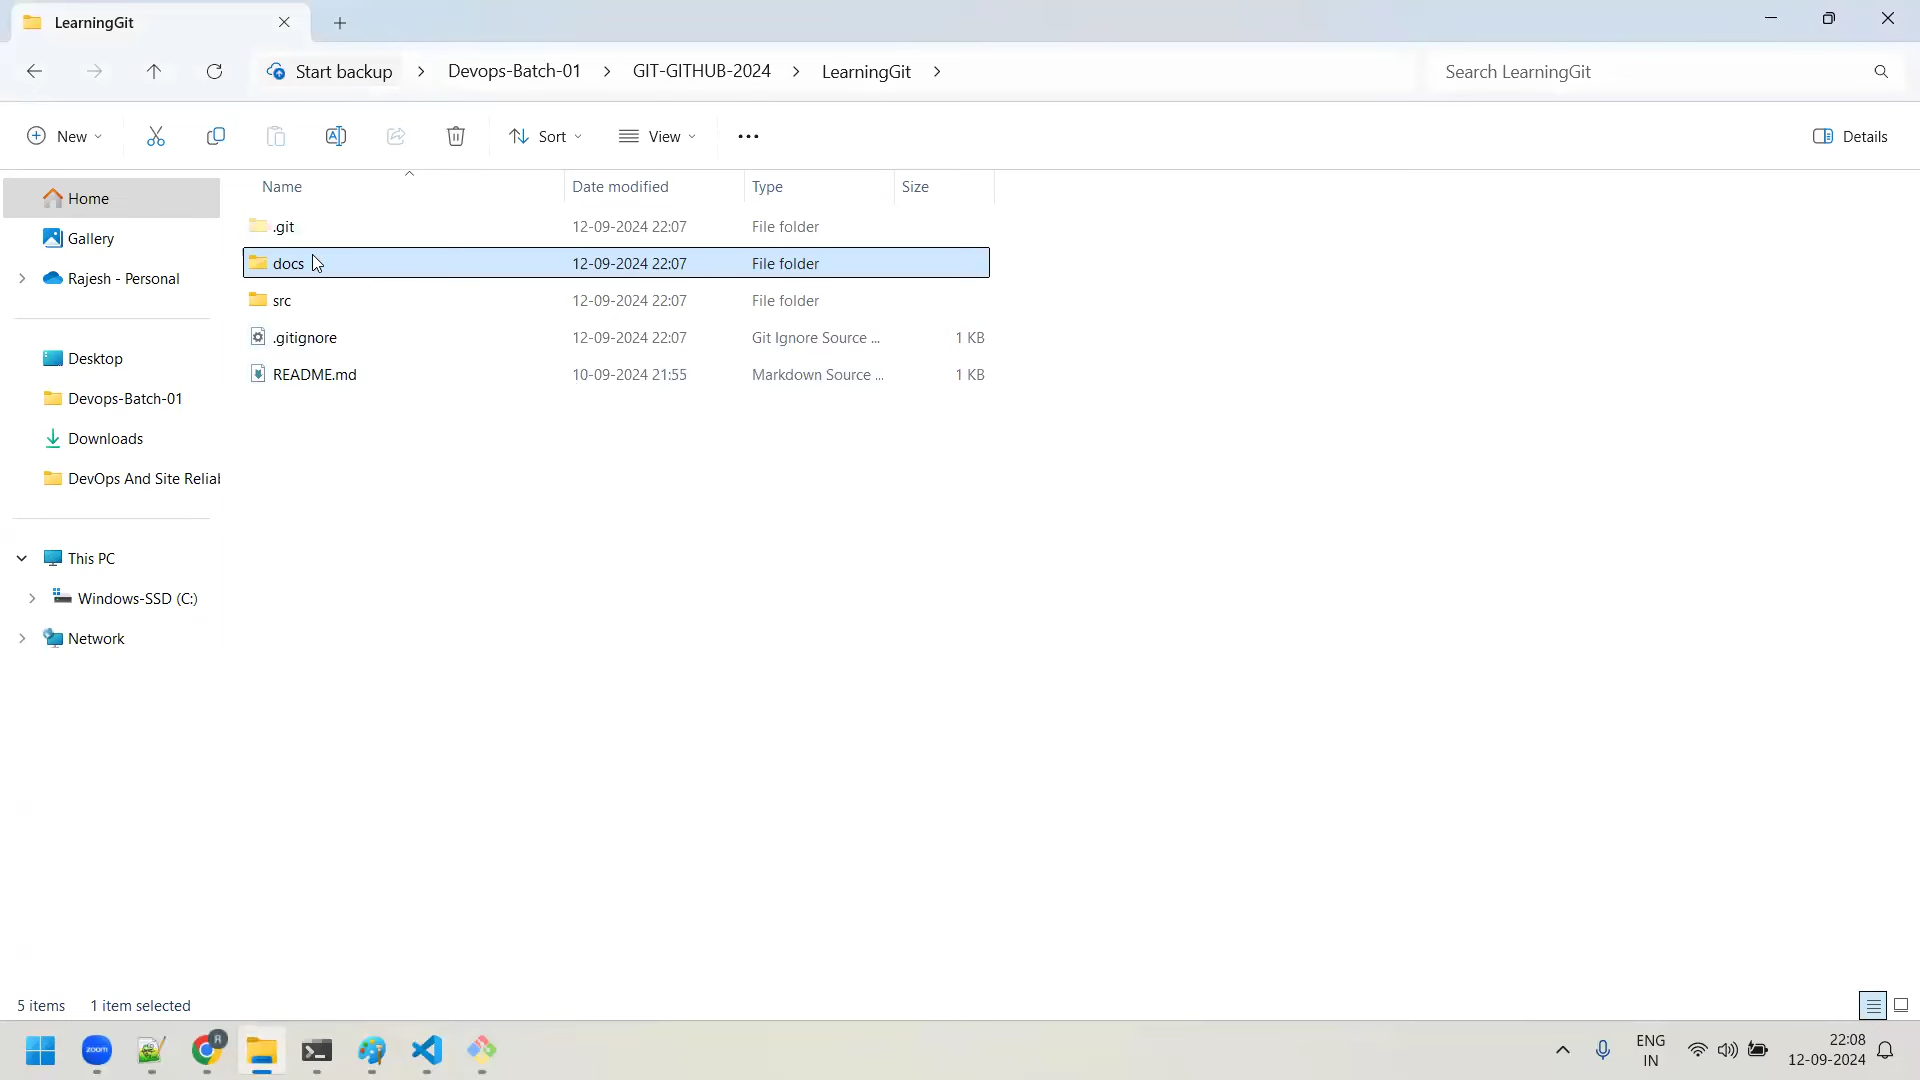 LearningGit
Start backup > Devops-Batch-01 > GIT-GITHUB-2024 > LearningGit >
Search LearningGit
New
Sort
View
Details
Name
Date modified
Type
Size
Home
Gallery
Rajesh - Personal
Desktop
Devops-Batch-01
Downloads
DevOps And Site Reliab
This PC
Windows-SSD (C:)
Network
.git 12-09-2024 22:07 File folder
docs 12-09-2024 22:07 File folder
src 12-09-2024 22:07 File folder
.gitignore 12-09-2024 22:07 Git Ignore Source ... 1 KB
README.md 10-09-2024 21:55 Markdown Source ... 1 KB
5 items 1 item selected
zoom
R
ENG
IN
22:08
12-09-2024